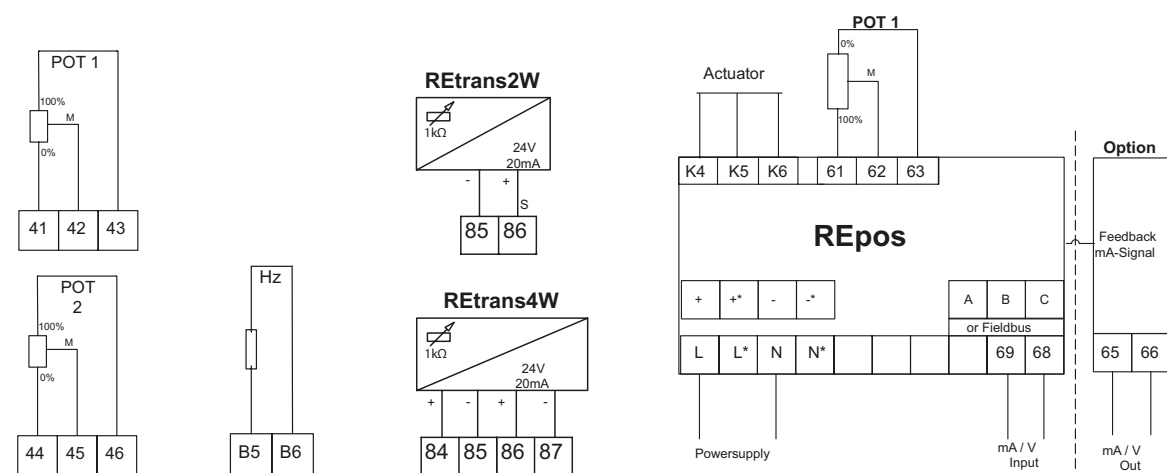 POT 1
100%
M
0%
41 42 43
POT
2
100%
M
0%
44 45 46
Hz
B5 B6
REtrans2W
1kΩ
24V
20mA
- +
S
85 86
REtrans4W
1kΩ
24V
20mA
+ - + -
84 85 86 87
POT 1
0%
M
100%
Actuator
K4 K5 K6 61 62 63
REpos
+ +* - -*
A B C
or Fieldbus
L L* N N* 69 68
Powersupply
mA / V
Input
Option
Feedback
mA-Signal
65 66
mA / V
Out